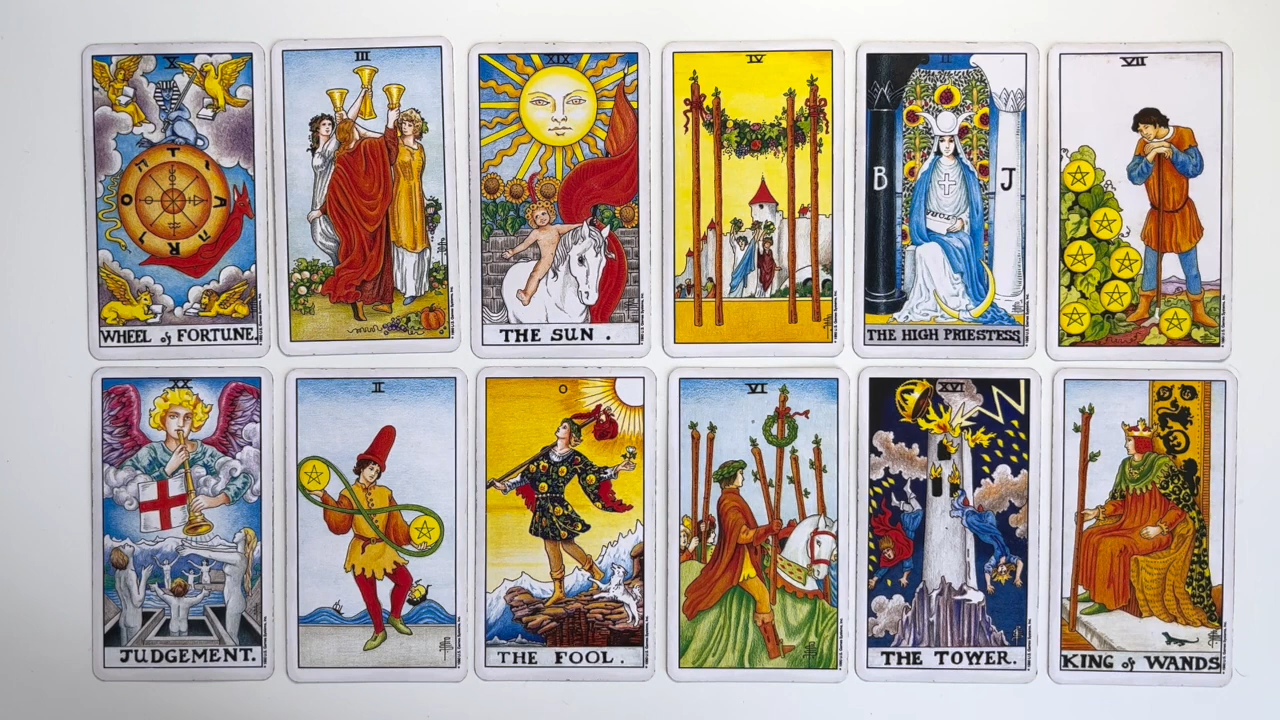 X
TAROT
WHEEL of FORTUNE.
III
XIX
THE SUN .
IV
II
B J
THE HIGH PRIESTESS
VII
XX
JUDGEMENT.
II
0
THE FOOL .
VI
XVI
THE TOWER.
KING of WANDS